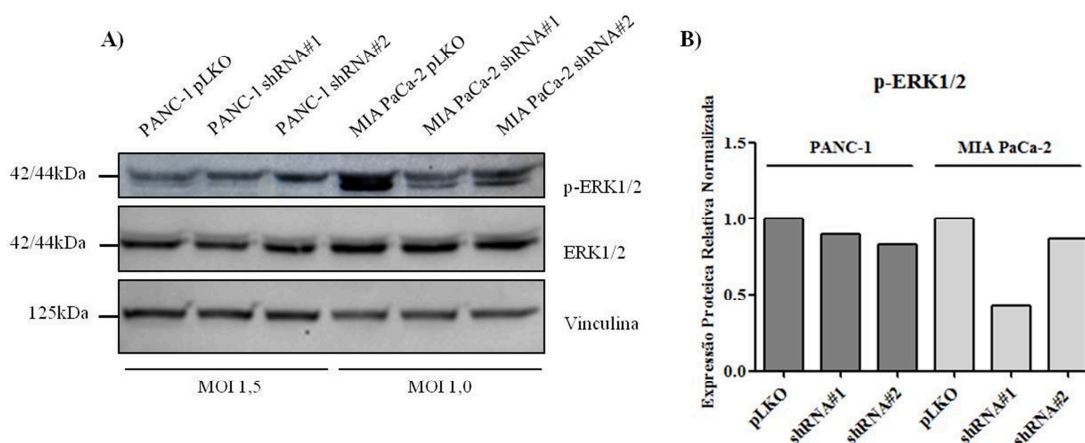 A)
PANC-1 pLKO
PANC-1 shRNA#1
PANC-1 shRNA#2
MIA PaCa-2 pLKO
MIA PaCa-2 shRNA#1
MIA PaCa-2 shRNA#2
42/44kDa
p-ERK1/2
42/44kDa
ERK1/2
125kDa
Vinculina
MOI 1,5
MOI 1,0
B)
p-ERK1/2
Expressão Proteica Relativa Normalizada
1.5
1.0
0.5
0.0
PANC-1
MIA PaCa-2
pLKO
shRNA#1
shRNA#2
pLKO
shRNA#1
shRNA#2